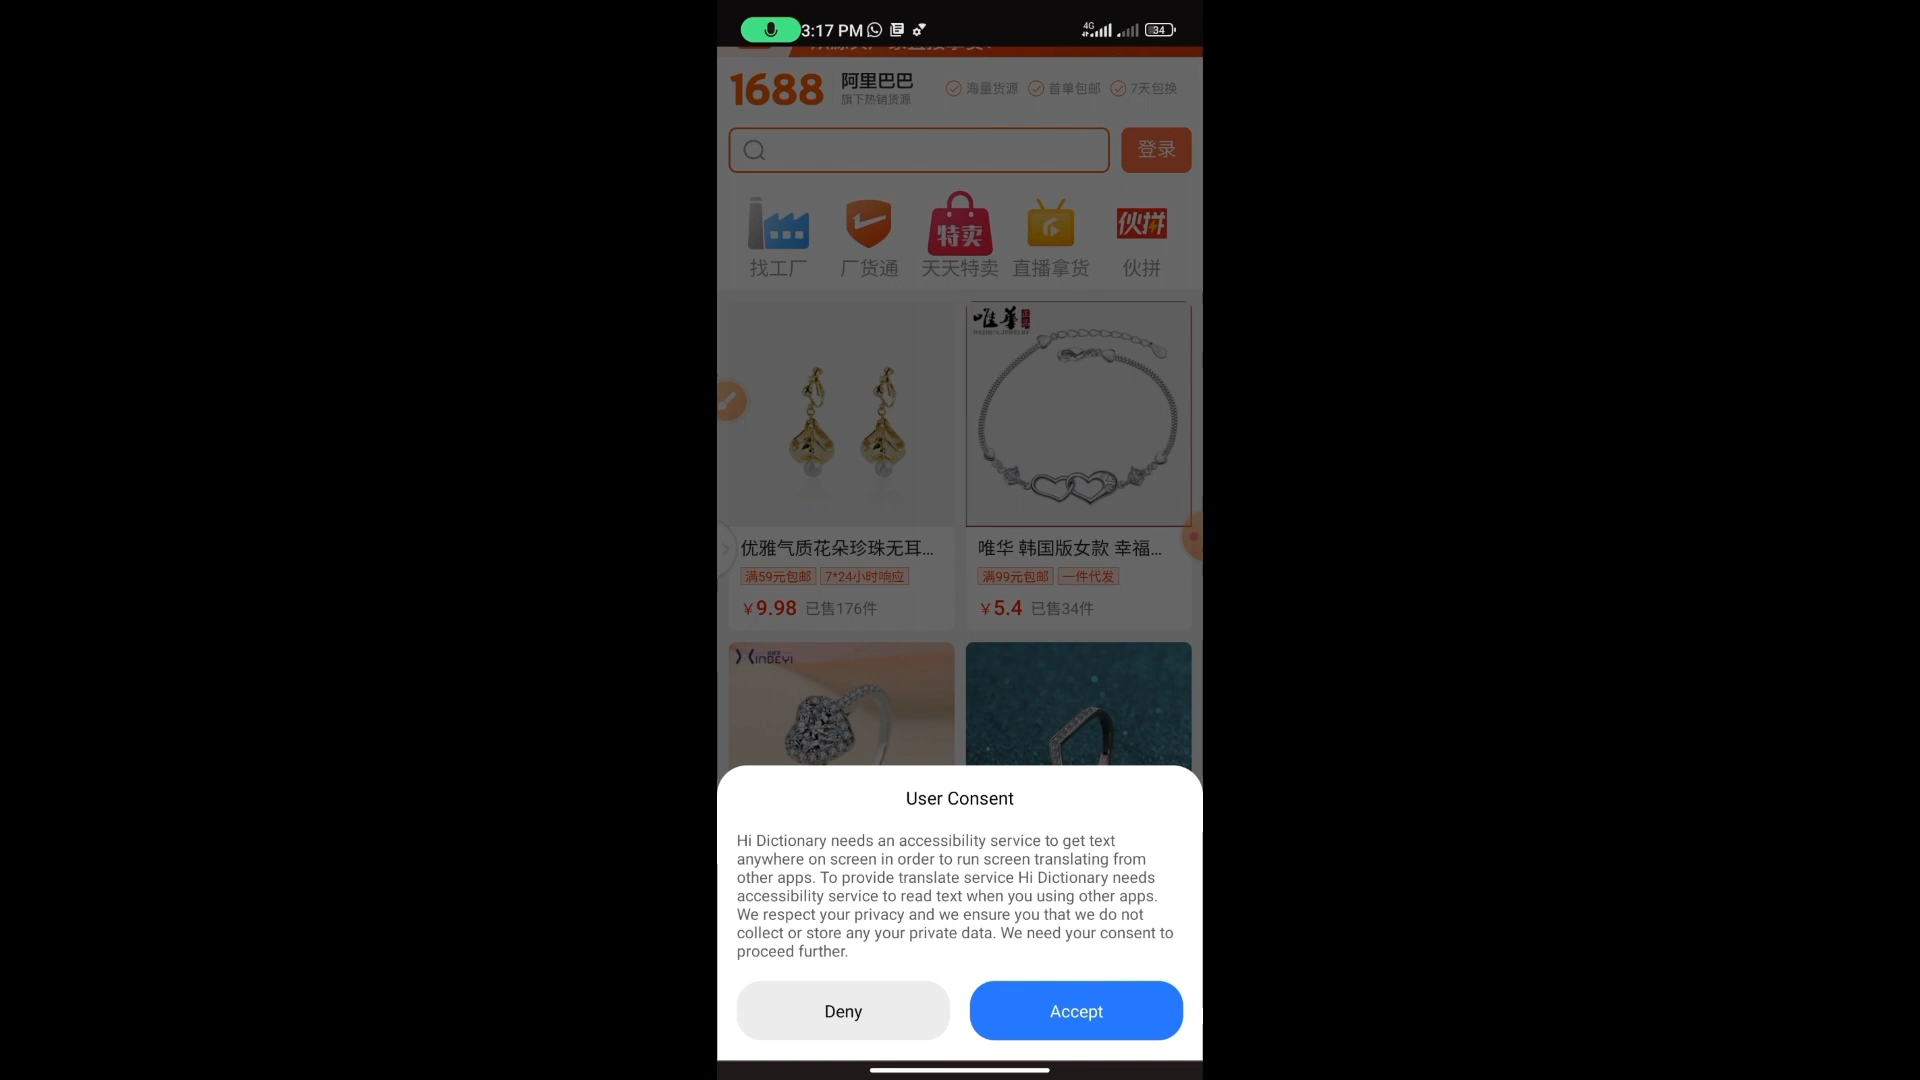 3:17 PM
4G
34
1688
阿里巴巴
旗下热销货源
海量货源
首单包邮
7天包换
登录
特卖
伙拼
找工厂
厂货通
天天特卖
直播拿货
伙拼
唯華
优雅气质花朵珍珠无耳...
满59元包邮
7*24小时响应
¥9.98 已售176件
唯华 韩国版女款 幸福...
满99元包邮
一件代发
¥5.4 已售34件
XINDEYI
User Consent
Hi Dictionary needs an accessibility service to get text
anywhere on screen in order to run screen translating from
other apps. To provide translate service Hi Dictionary needs
accessibility service to read text when you using other apps.
We respect your privacy and we ensure you that we do not
collect or store any your private data. We need your consent to
proceed further.
Deny
Accept